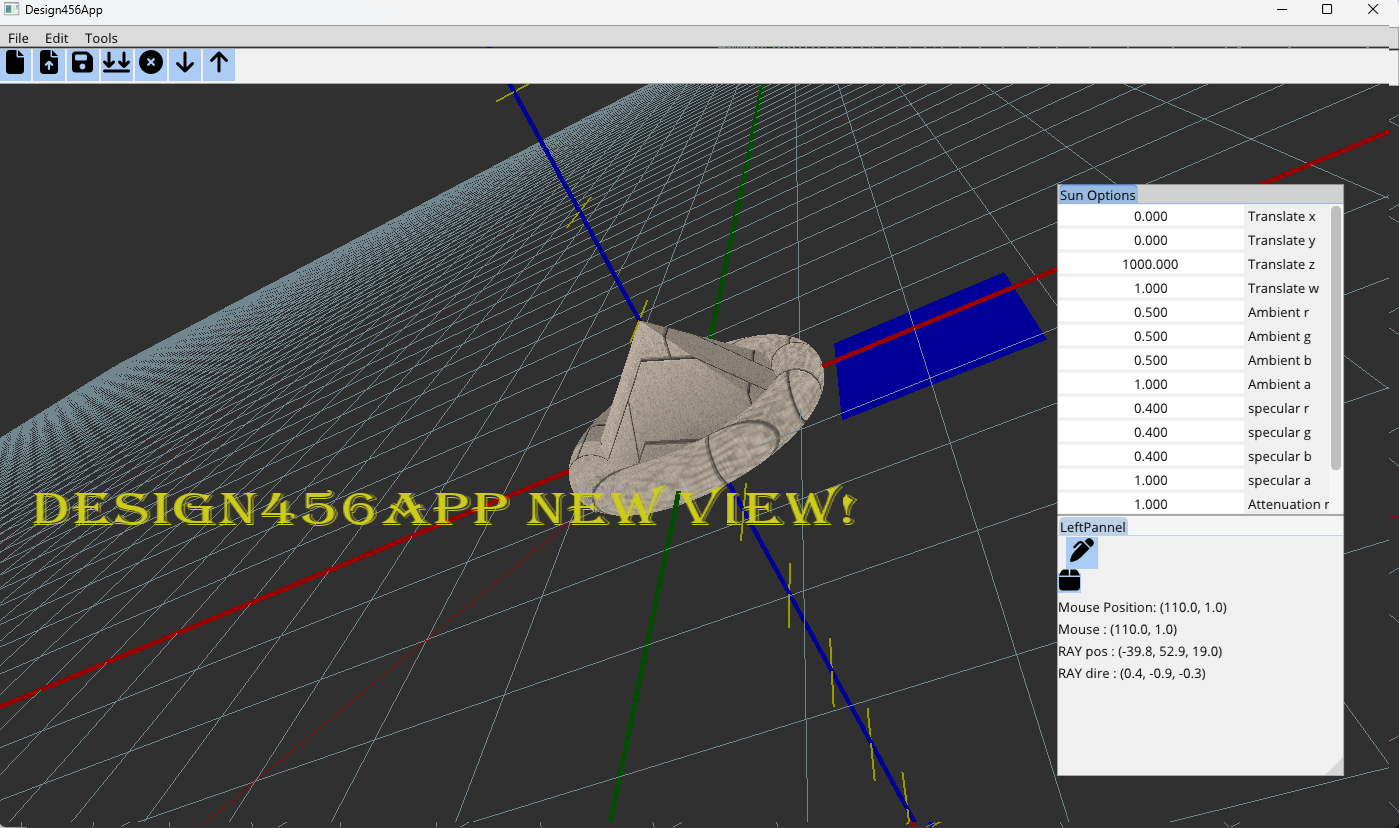 Design456App
File Edit Tools
DESIGN456APP NEW VIEW!
Sun Options
0.000 Translate x
0.000 Translate y
1000.000 Translate z
1.000 Translate w
0.500 Ambient r
0.500 Ambient g
0.500 Ambient b
1.000 Ambient a
0.400 specular r
0.400 specular g
0.400 specular b
1.000 specular a
1.000 Attenuation r
LeftPannel
Mouse Position: (110.0, 1.0)
Mouse : (110.0, 1.0)
RAY pos : (-39.8, 52.9, 19.0)
RAY dire : (0.4, -0.9, -0.3)